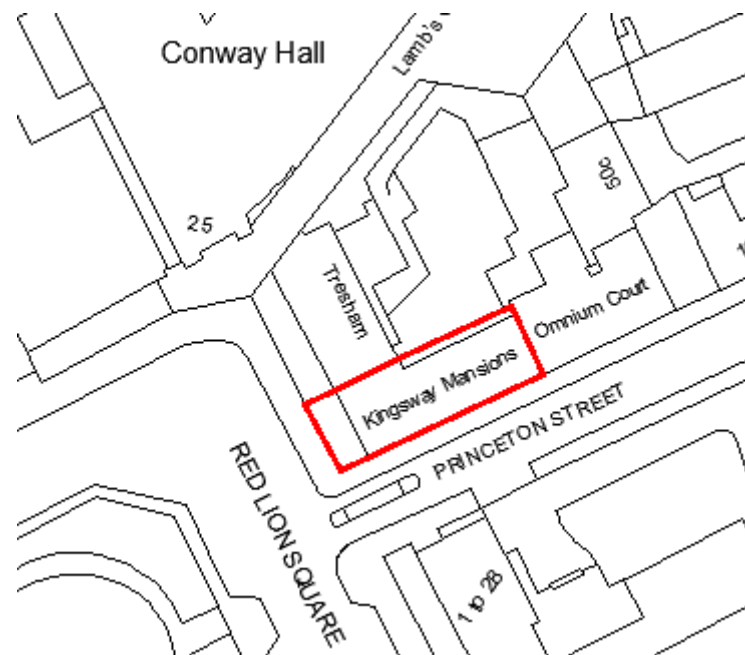 Conway Hall
Lamb's
25
50c
Tresham
Omnium Court
Kingsway Mansions
PRINCETON STREET
RED LION SQUARE
1 to 28